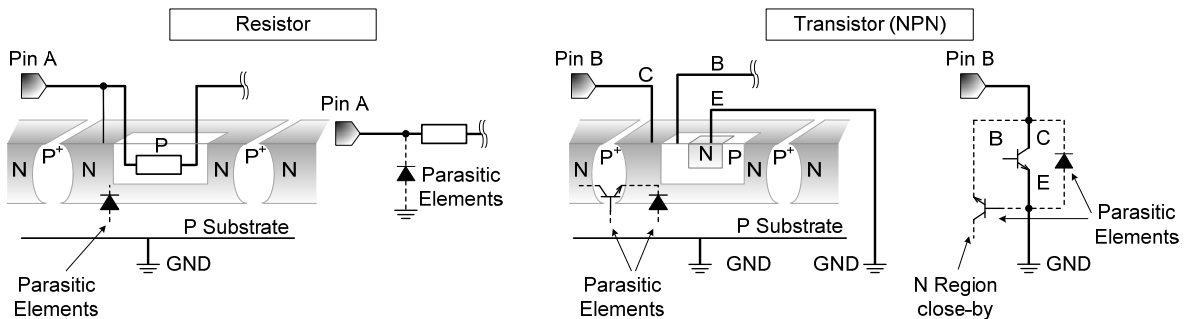 Resistor
Transistor (NPN)
Pin A
Pin B
Pin B
C
B
E
Pin A
N
P+
N
P
P+
N
N
P+
N
N
P
P+
N
B
C
E
Parasitic
Elements
Parasitic
Elements
P Substrate
P Substrate
GND
GND
GND
GND
Parasitic
Elements
Parasitic
Elements
N Region
close-by